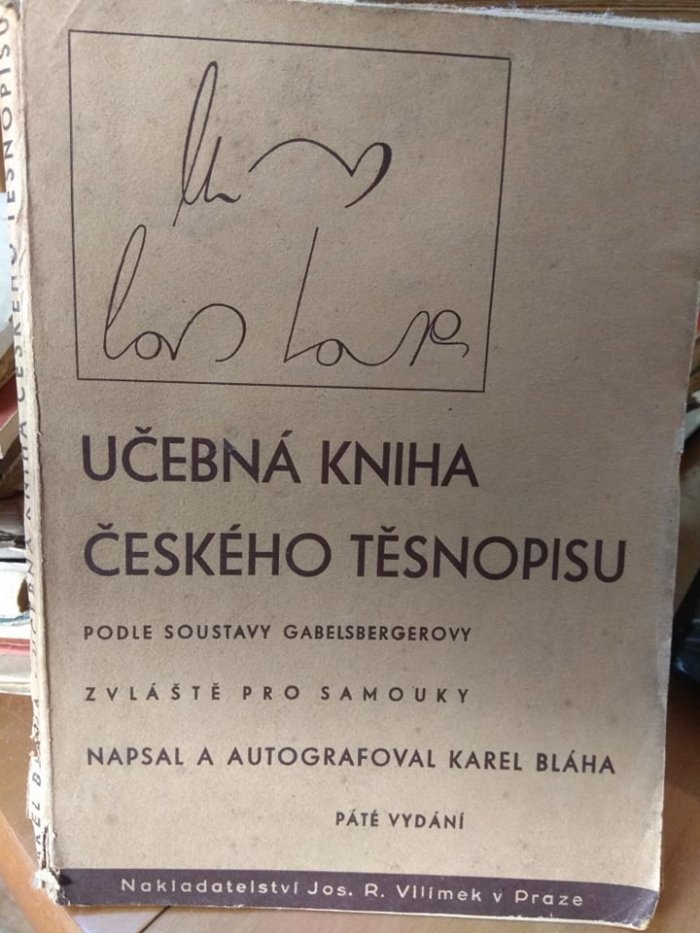 UČEBNÁ KNIHA
ČESKÉHO TĚSNOPISU
PODLE SOUSTAVY GABELSBERGEROVY
ZVLÁŠTĚ PRO SAMOUKY
NAPSAL A AUTOGRAFOVAL KAREL BLÁHA
PÁTÉ VYDÁNÍ
Nakladatelství Jos. R. Vilímek v Praze